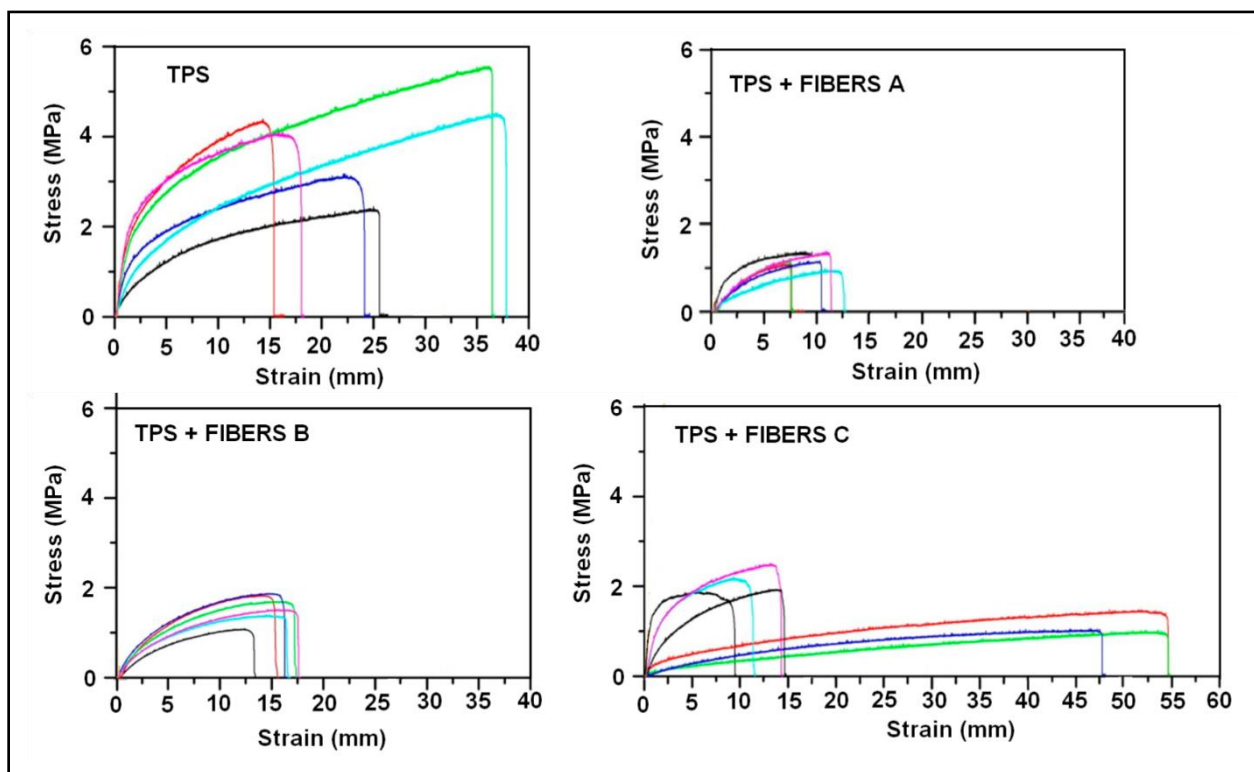 TPS
Stress (MPa)
6
4
2
0
0 5 10 15 20 25 30 35 40
Strain (mm)
TPS + FIBERS A
Stress (MPa)
6
4
2
0
0 5 10 15 20 25 30 35 40
Strain (mm)
TPS + FIBERS B
Stress (MPa)
6
4
2
0
0 5 10 15 20 25 30 35 40
Strain (mm)
TPS + FIBERS C
Stress (MPa)
6
4
2
0
0 5 10 15 20 25 30 35 40 45 50 55 60
Strain (mm)